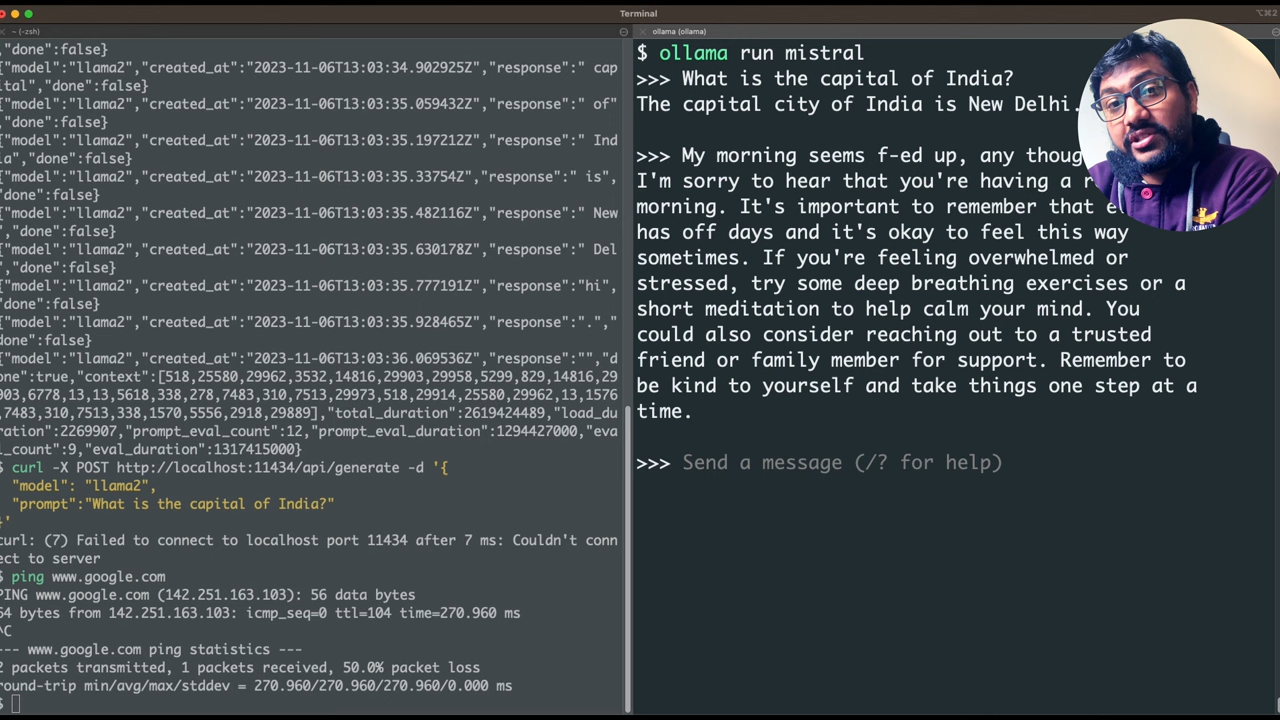 Terminal
⌥⌘2
~ (-zsh)
,"done":false}
{"model":"llama2","created_at":"2023-11-06T13:03:34.902925Z","response":" cap
ital","done":false}
{"model":"llama2","created_at":"2023-11-06T13:03:35.059432Z","response":" of"
,"done":false}
{"model":"llama2","created_at":"2023-11-06T13:03:35.197212Z","response":" Ind
ia","done":false}
{"model":"llama2","created_at":"2023-11-06T13:03:35.33754Z","response":" is",
"done":false}
{"model":"llama2","created_at":"2023-11-06T13:03:35.482116Z","response":" New
","done":false}
{"model":"llama2","created_at":"2023-11-06T13:03:35.630178Z","response":" Del
","done":false}
{"model":"llama2","created_at":"2023-11-06T13:03:35.777191Z","response":"hi",
"done":false}
{"model":"llama2","created_at":"2023-11-06T13:03:35.928465Z","response":".","
done":false}
{"model":"llama2","created_at":"2023-11-06T13:03:36.069536Z","response":"","d
one":true,"context":[518,25580,29962,3532,14816,29903,29958,5299,829,14816,29
903,6778,13,13,5618,338,278,7483,310,7513,29973,518,29914,25580,29962,13,1576
,7483,310,7513,338,1570,5556,2918,29889],"total_duration":2619424489,"load_du
ration":2269907,"prompt_eval_count":12,"prompt_eval_duration":1294427000,"eva
l_count":9,"eval_duration":1317415000}
$ curl -X POST http://localhost:11434/api/generate -d '{
"model": "llama2",
"prompt":"What is the capital of India?"
}'
curl: (7) Failed to connect to localhost port 11434 after 7 ms: Couldn't conn
ect to server
$ ping www.google.com
PING www.google.com (142.251.163.103): 56 data bytes
64 bytes from 142.251.163.103: icmp_seq=0 ttl=104 time=270.960 ms
^C
--- www.google.com ping statistics ---
2 packets transmitted, 1 packets received, 50.0% packet loss
round-trip min/avg/max/stddev = 270.960/270.960/270.960/0.000 ms
$
ollama (ollama)
$ ollama run mistral
>>> What is the capital of India?
The capital city of India is New Delhi.
>>> My morning seems f-ed up, any
I'm sorry to hear that you're having a
morning. It's important to remember that
has off days and it's okay to feel this way
sometimes. If you're feeling overwhelmed or
stressed, try some deep breathing exercises or a
short meditation to help calm your mind. You
could also consider reaching out to a trusted
friend or family member for support. Remember to
be kind to yourself and take things one step at a
time.
>>> Send a message (/? for help)